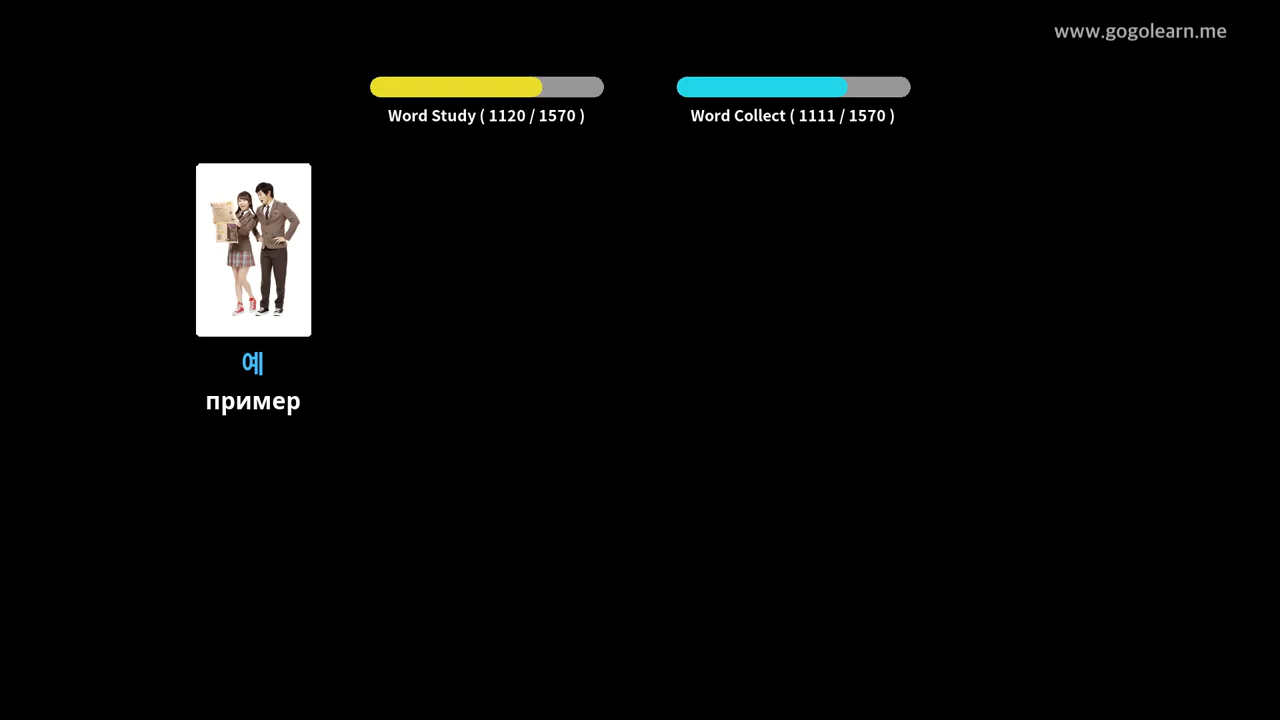 www.gogolearn.me
Word Study ( 1120 / 1570 )
Word Collect ( 1111 / 1570 )
예
пример